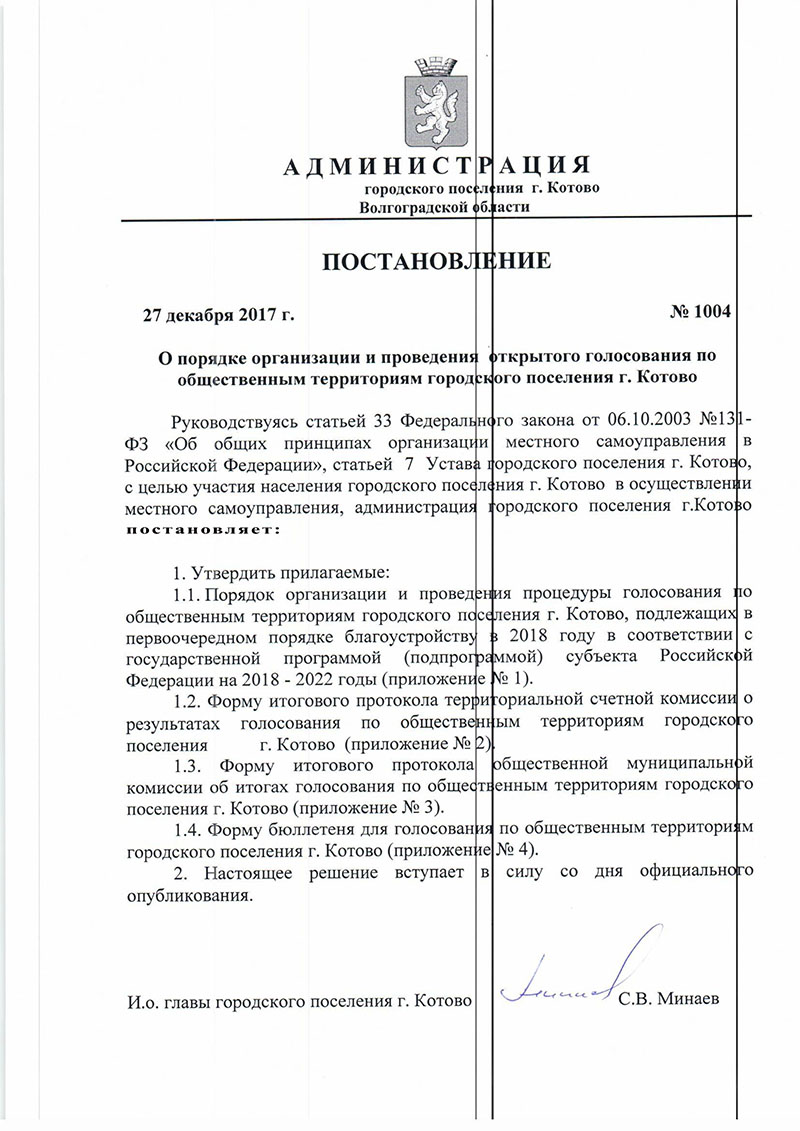 АДМИНИСТРАЦИЯ
городского поселения г. Котово
Волгоградской области
ПОСТАНОВЛЕНИЕ
27 декабря 2017 г. № 1004
О порядке организации и проведения открытого голосования по
общественным территориям городского поселения г. Котово
Руководствуясь статьей 33 Федерального закона от 06.10.2003 №131-
ФЗ «Об общих принципах организации местного самоуправления в
Российской Федерации», статьей 7 Устава городского поселения г. Котово,
с целью участия населения городского поселения г. Котово в осуществлении
местного самоуправления, администрация городского поселения г.Котово
постановляет:
1. Утвердить прилагаемые:
1.1. Порядок организации и проведения процедуры голосования по
общественным территориям городского поселения г. Котово, подлежащих в
первоочередном порядке благоустройству в 2018 году в соответствии с
государственной программой (подпрограммой) субъекта Российской
Федерации на 2018 - 2022 годы (приложение № 1).
1.2. Форму итогового протокола территориальной счетной комиссии о
результатах голосования по общественным территориям городского
поселения г. Котово (приложение № 2).
1.3. Форму итогового протокола общественной муниципальной
комиссии об итогах голосования по общественным территориям городского
поселения г. Котово (приложение № 3).
1.4. Форму бюллетеня для голосования по общественным территориям
городского поселения г. Котово (приложение № 4).
2. Настоящее решение вступает в силу со дня официального
опубликования.
И.о. главы городского поселения г. Котово С.В. Минаев